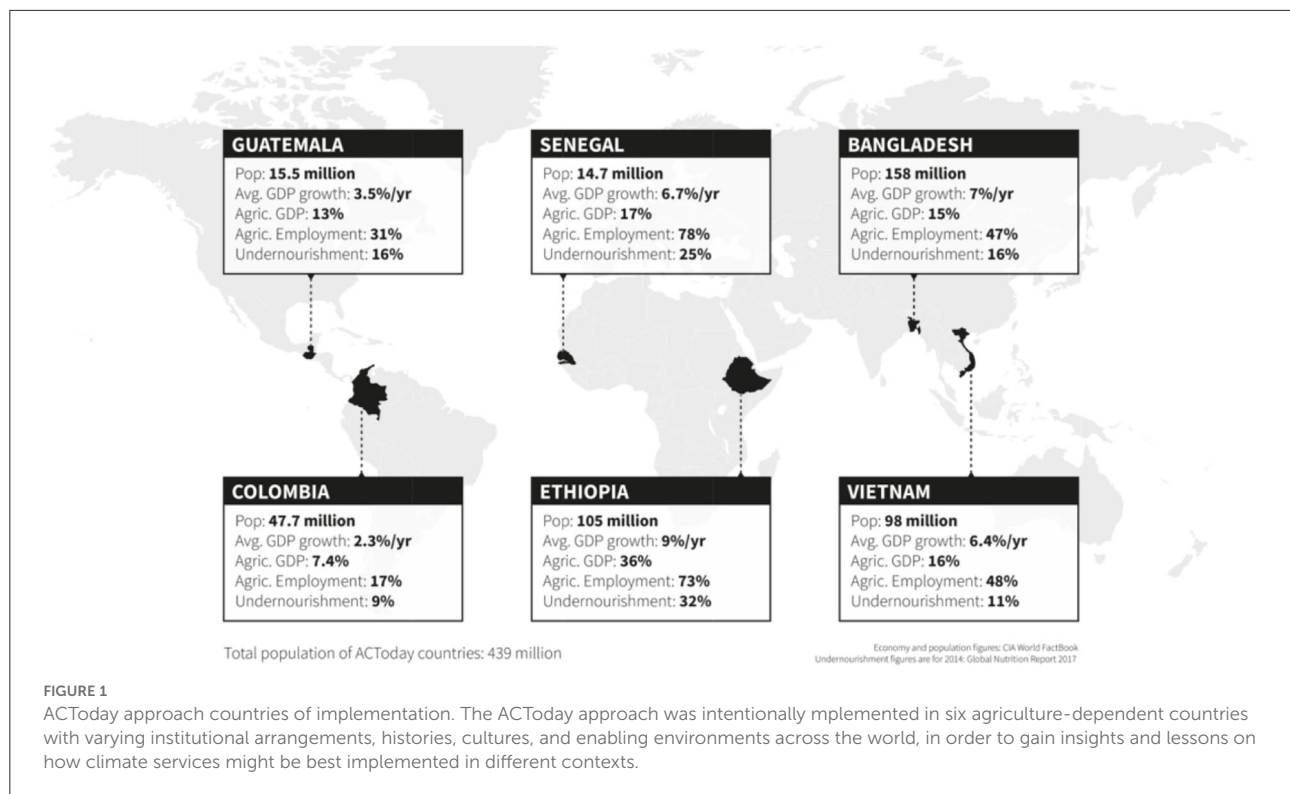 GUATEMALA
Pop: 15.5 million
Avg. GDP growth: 3.5%/yr
Agric. GDP: 13%
Agric. Employment: 31%
Undernourishment: 16%
SENEGAL
Pop: 14.7 million
Avg. GDP growth: 6.7%/yr
Agric. GDP: 17%
Agric. Employment: 78%
Undernourishment: 25%
BANGLADESH
Pop: 158 million
Avg. GDP growth: 7%/yr
Agric. GDP: 15%
Agric. Employment: 47%
Undernourishment: 16%
COLOMBIA
Pop: 47.7 million
Avg. GDP growth: 2.3%/yr
Agric. GDP: 7.4%
Agric. Employment: 17%
Undernourishment: 9%
ETHIOPIA
Pop: 105 million
Avg. GDP growth: 9%/yr
Agric. GDP: 36%
Agric. Employment: 73%
Undernourishment: 32%
VIETNAM
Pop: 98 million
Avg. GDP growth: 6.4%/yr
Agric. GDP: 16%
Agric. Employment: 48%
Undernourishment: 11%
Total population of ACToday countries: 439 million
Economy and population figures: CIA World FactBook
Undernourishment figures are for 2014: Global Nutrition Report 2017
FIGURE 1
ACToday approach countries of implementation. The ACToday approach was intentionally mplemented in six agriculture-dependent countries
with varying institutional arrangements, histories, cultures, and enabling environments across the world, in order to gain insights and lessons on
how climate services might be best implemented in different contexts.